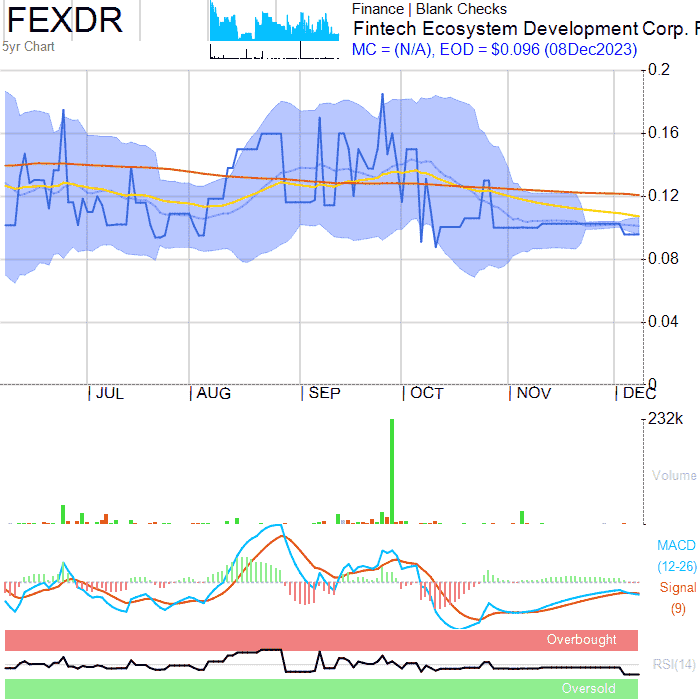 FEXDR
5yr Chart
Finance | Blank Checks
Fintech Ecosystem Development Corp. F
MC = (N/A), EOD = $0.096 (08Dec2023)
0.2
0.16
0.12
0.08
0.04
0
JUL AUG SEP OCT NOV DEC
232k
Volume
MACD
(12-26)
Signal
(9)
Overbought
RSI(14)
Oversold